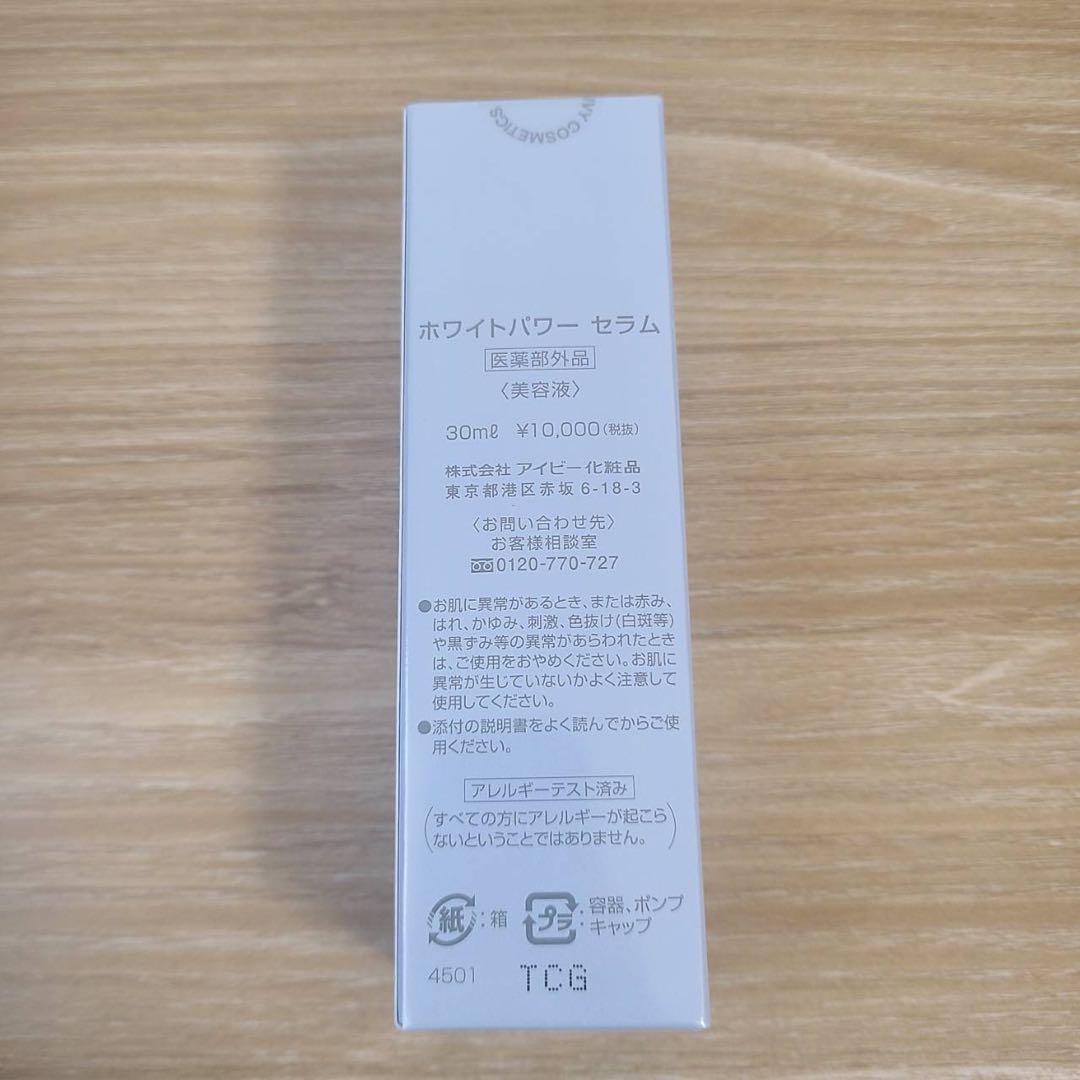 IVY COSMETICS
ホワイトパワー セラム
医薬部外品
〈美容液〉
30mℓ ¥10,000(税抜)
株式会社 アイビー化粧品
東京都港区赤坂 6-18-3
〈お問い合わせ先〉
お客様相談室
0120-770-727
●お肌に異常があるとき、または赤み、
はれ、かゆみ、刺激、色抜け(白斑等)
や黒ずみ等の異常があらわれたとき
は、ご使用をおやめください。お肌に
異常が生じていないかよく注意して
使用してください。
●添付の説明書をよく読んでからご使
用ください。
アレルギーテスト済み
(すべての方にアレルギーが起こら
ないということではありません。)
紙:箱
プラ:容器、ポンプ
キャップ
4501 TCG